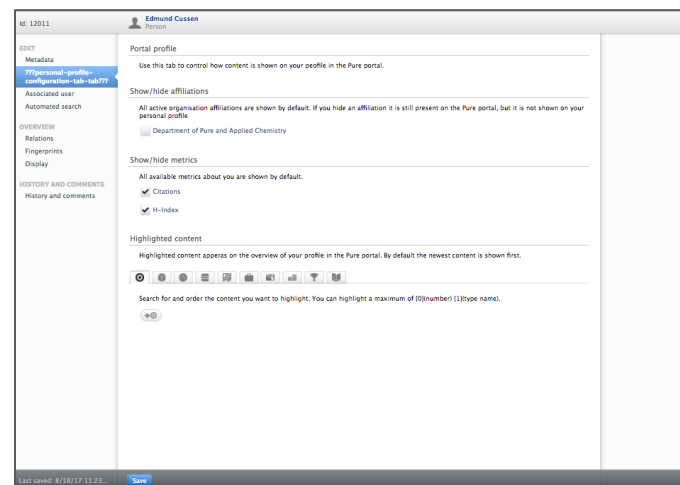 Id: 12011
Edmund Cussen
Person
EDIT
Metadata
???personal-profile-
configuration-tab-tab???
Associated user
Automated search
OVERVIEW
Relations
Fingerprints
Display
HISTORY AND COMMENTS
History and comments
Portal profile
Use this tab to control how content is shown on your peofile in the Pure portal.
Show/hide affiliations
All active organisation affiliations are shown by default. If you hide an affiliation it is still present on the Pure portal, but it is not shown on your
personal profile
Department of Pure and Applied Chemistry
Show/hide metrics
All available metrics about you are shown by default.
Citations
H-Index
Highlighted content
Highlighted content apperas on the overview of your profile in the Pure portal. By default the newest content is shown first.
Search for and order the content you want to highlight. You can highlight a maximum of {0}(number) [1](type name).
Last saved: 8/18/17 11:23...
Save